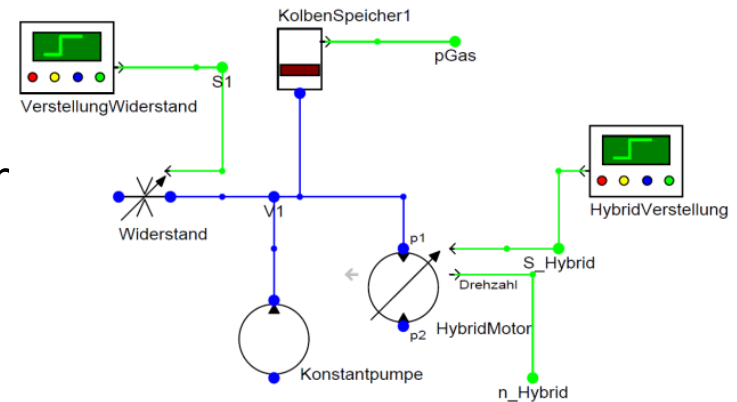 KolbenSpeicher1
pGas
S1
VerstellungWiderstand
r
HybridVerstellung
V1
Widerstand
p1
S_Hybrid
Drehzahl
p2
HybridMotor
Konstantpumpe
n_Hybrid